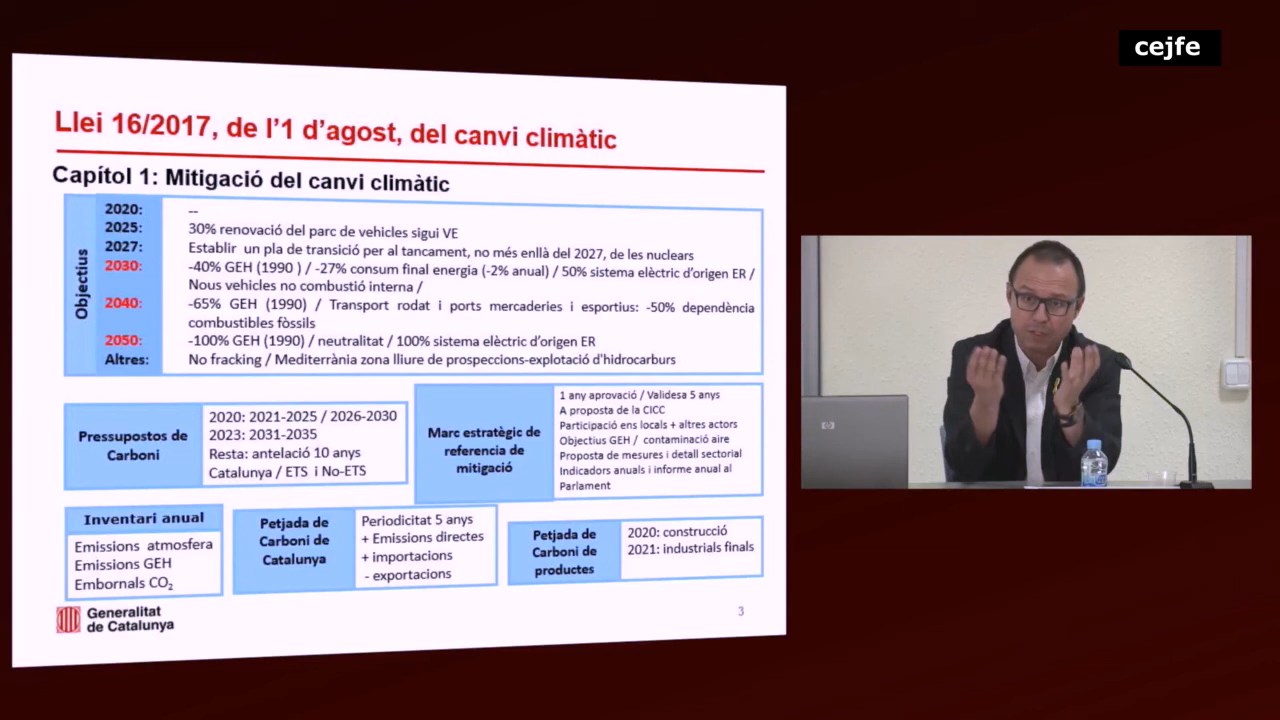 cejfe
Llei 16/2017, de l'1 d'agost, del canvi climàtic
Capítol 1: Mitigació del canvi climàtic
Objectius
2020: --
2025: 30% renovació del parc de vehicles sigui VE
2027: Establir un pla de transició per al tancament, no més enllà del 2027, de les nuclears
2030: -40% GEH (1990 ) / -27% consum final energia (-2% anual) / 50% sistema elèctric d'origen ER /
Nous vehicles no combustió interna /
2040: -65% GEH (1990) / Transport rodat i ports mercaderies i esportius: -50% dependència
combustibles fòssils
2050: -100% GEH (1990) / neutralitat / 100% sistema elèctric d'origen ER
Altres: No fracking / Mediterrània zona lliure de prospeccions-explotació d'hidrocarburs
Pressupostos de
Carboni
2020: 2021-2025 / 2026-2030
2023: 2031-2035
Resta: antelació 10 anys
Catalunya / ETS i No-ETS
Marc estratègic de
referencia de
mitigació
1 any aprovació / Validesa 5 anys
A proposta de la CICC
Participació ens locals + altres actors
Objectius GEH / contaminació aire
Proposta de mesures i detall sectorial
Indicadors anuals i informe anual al
Parlament
Inventari anual
Emissions atmosfera
Emissions GEH
Embornals CO₂
Petjada de
Carboni de
Catalunya
Periodicitat 5 anys
+ Emissions directes
+ importacions
- exportacions
Petjada de
Carboni de
productes
2020: construcció
2021: industrials finals
Generalitat
de Catalunya
3
hp